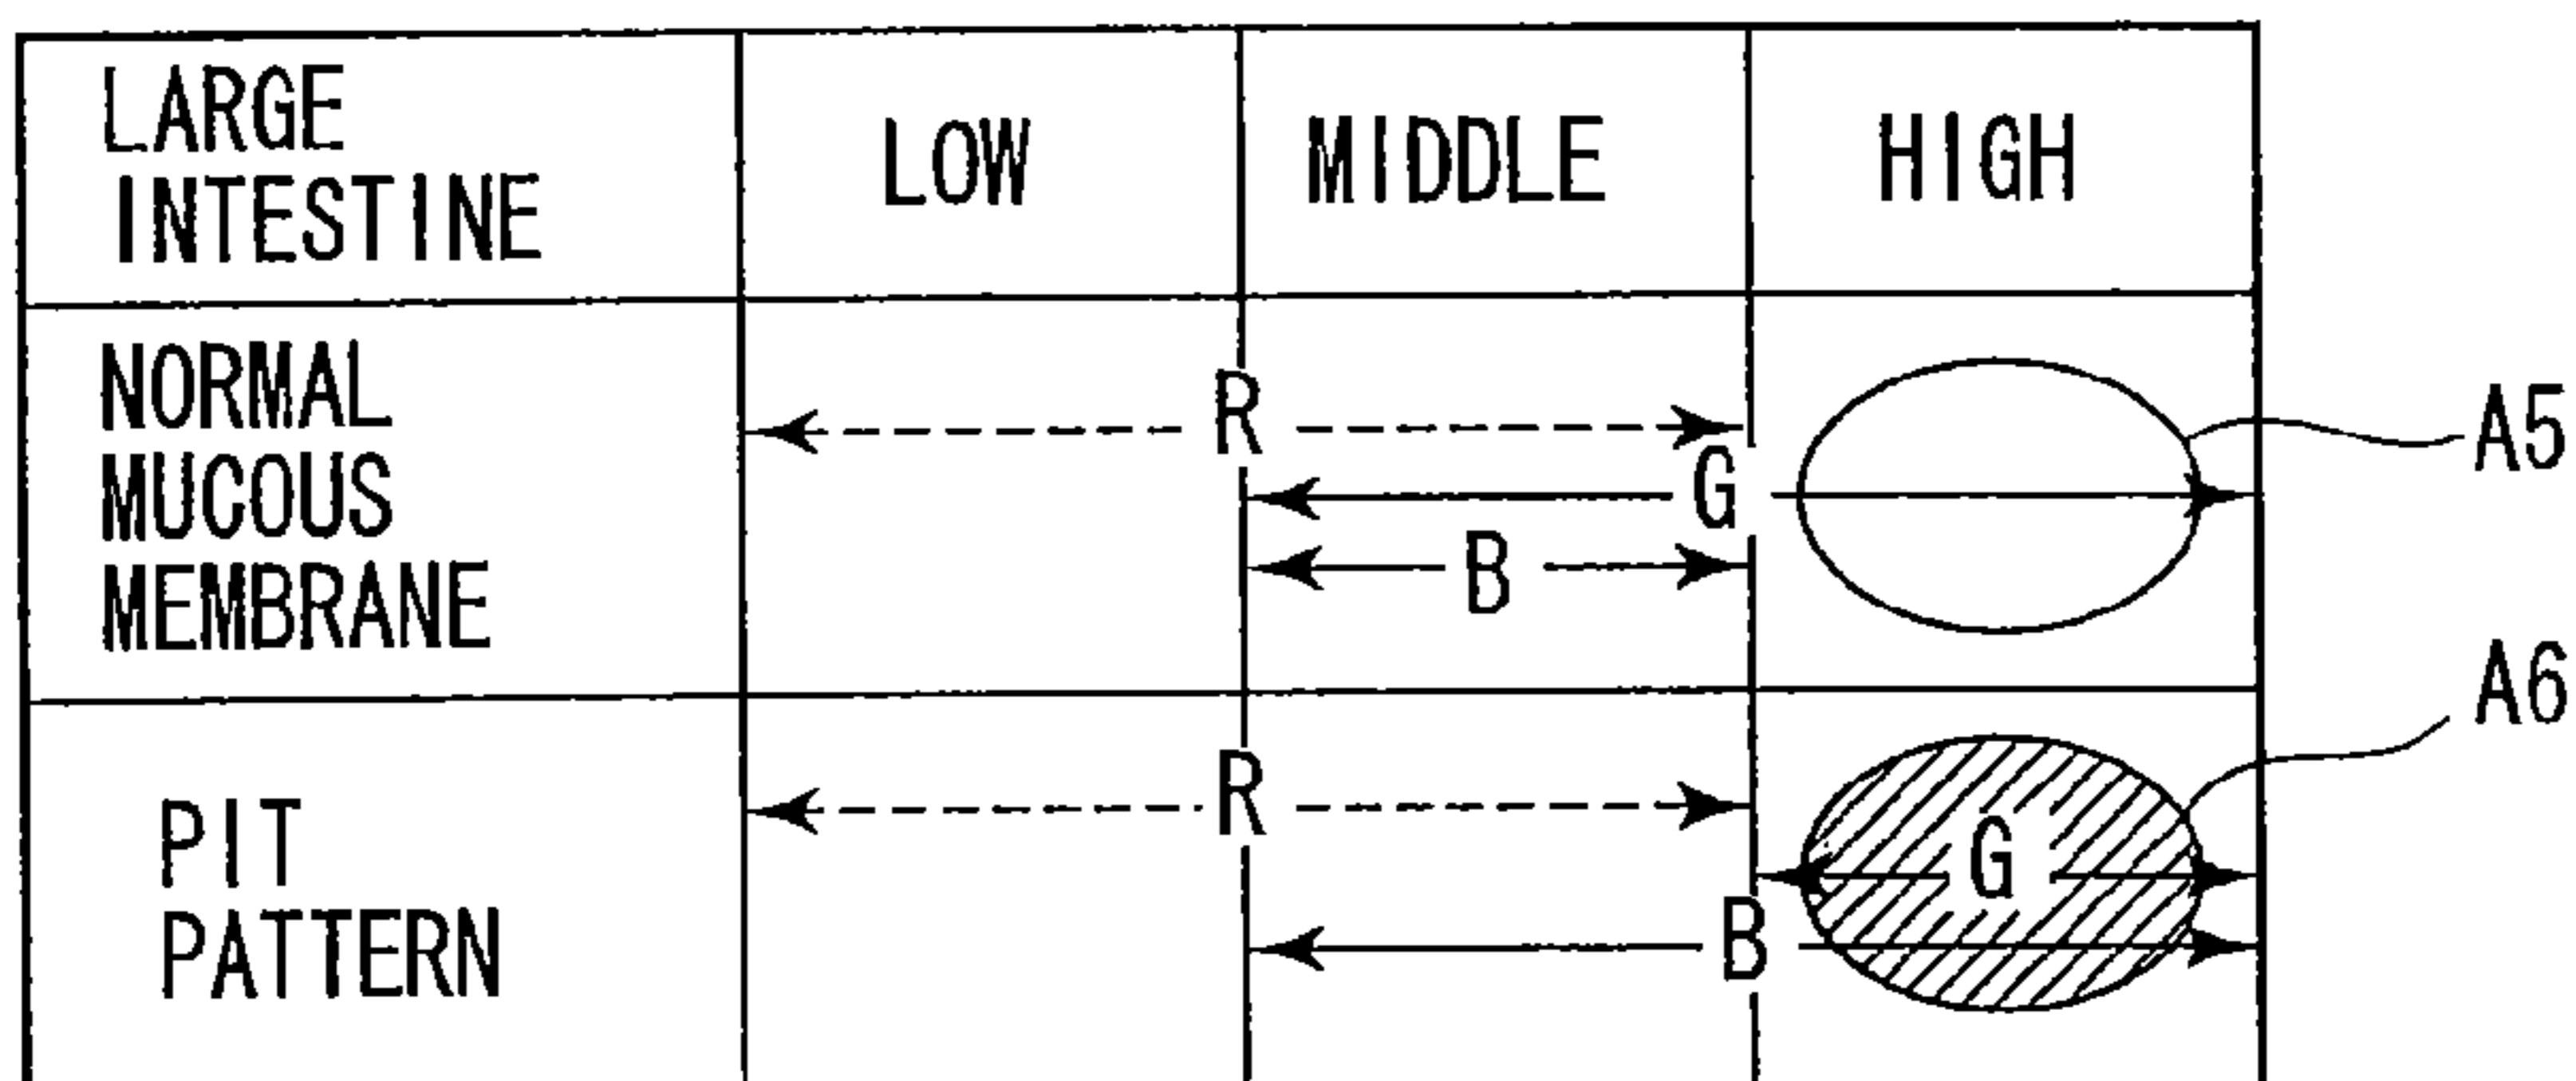 LARGE
INTESTINE
LOW
MIDDLE
HIGH
NORMAL
MUCOUS
MEMBRANE
R
G
B
A5
PIT
PATTERN
R
G
B
A6